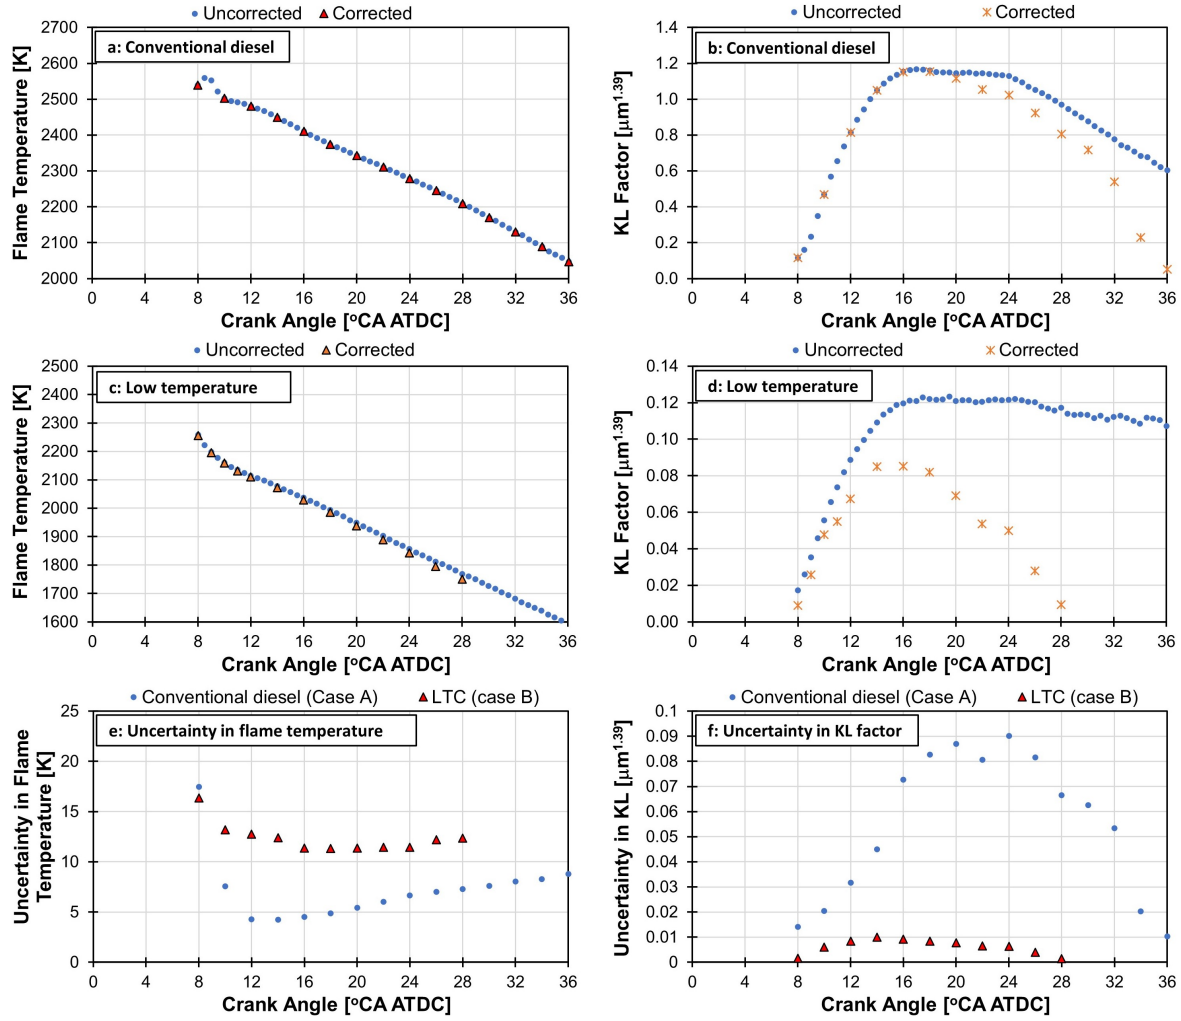 Uncorrected Corrected
a: Conventional diesel
Flame Temperature [K]
2700
2600
2500
2400
2300
2200
2100
2000
0 4 8 12 16 20 24 28 32 36
Crank Angle [°CA ATDC]
Uncorrected Corrected
b: Conventional diesel
KL Factor [µm1.39]
1.4
1.2
1.0
0.8
0.6
0.4
0.2
0.0
0 4 8 12 16 20 24 28 32 36
Crank Angle [°CA ATDC]
Uncorrected Corrected
c: Low temperature
Flame Temperature [K]
2500
2400
2300
2200
2100
2000
1900
1800
1700
1600
0 4 8 12 16 20 24 28 32 36
Crank Angle [°CA ATDC]
Uncorrected Corrected
d: Low temperature
KL Factor [µm1.39]
0.14
0.12
0.10
0.08
0.06
0.04
0.02
0.00
0 4 8 12 16 20 24 28 32 36
Crank Angle [°CA ATDC]
Conventional diesel (Case A) LTC (case B)
e: Uncertainty in flame temperature
Uncertainty in Flame
Temperature [K]
25
20
15
10
5
0
0 4 8 12 16 20 24 28 32 36
Crank Angle [°CA ATDC]
Conventional diesel (Case A) LTC (case B)
f: Uncertainty in KL factor
Uncertainty in KL [µm1.39]
0.1
0.09
0.08
0.07
0.06
0.05
0.04
0.03
0.02
0.01
0
0 4 8 12 16 20 24 28 32 36
Crank Angle [°CA ATDC]